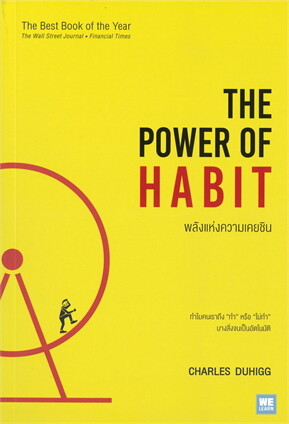 The Best Book of the Year
The Wall Street Journal • Financial Times
THE
POWER OF
HABIT
พลังแห่งความเคยชิน
ทำไมคนเราถึง "ทำ" หรือ "ไม่ทำ"
บางสิ่งจนเป็นอัตโนมัติ
CHARLES DUHIGG
WE
LEARN